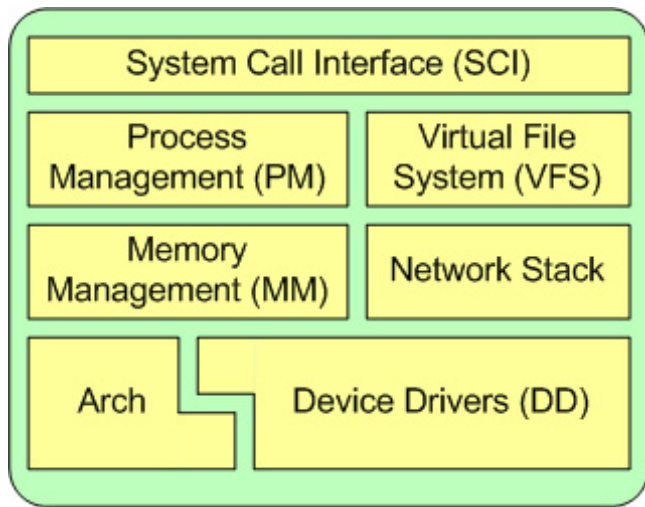 System Call Interface (SCI)
Process
Management (PM)
Virtual File
System (VFS)
Memory
Management (MM)
Network Stack
Arch
Device Drivers (DD)